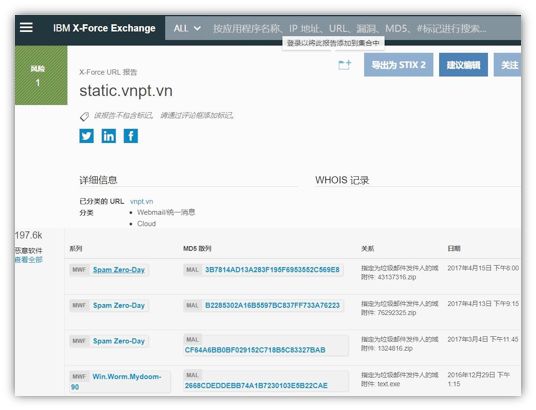 IBM X-Force Exchange
ALL
按应用程序名称、IP 地址、URL、漏洞、MD5、#标记进行搜索...
登录以将此报告添加到集合中
风险
1
X-Force URL 报告
static.vnpt.vn
导出为 STIX 2
建议编辑
关注
该报告不包含标记。 请通过评论框添加标记。
详细信息
WHOIS 记录
已分类的 URL vnpt.vn
分类
• Webmail/统一消息
• Cloud
197.6k
恶意软件
查看全部
系列 MD5 散列 关系 日期
MWF Spam Zero-Day MAL 3B7814AD13A283F195F6953552C569E8 指定为垃圾邮件发件人的域 2017年4月15日 下午8:00
附件: 43137316.zip
MWF Spam Zero-Day MAL B2285302A16B5597BC837FF733A76223 指定为垃圾邮件发件人的域 2017年4月13日 下午9:15
附件: 76292325.zip
MWF Spam Zero-Day MAL 指定为垃圾邮件发件人的域 2017年3月4日 下午11:45
CF64A6BB0BF029152C718B5C83327BAB 附件: 1324816.zip
MWF Win.Worm.Mydoom- MAL 指定为垃圾邮件发件人的域 2016年12月29日 下午
90 2668CDEDDEBB74A1B7230103E5B22CAE 附件: text.exe 1:15